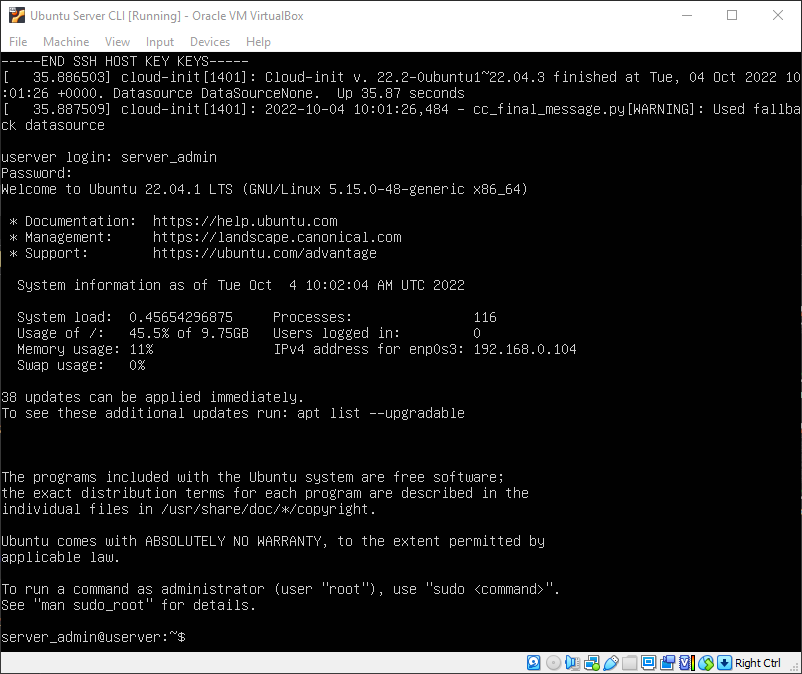 Ubuntu Server CLI [Running] - Oracle VM VirtualBox
File Machine View Input Devices Help
-----END SSH HOST KEY KEYS-----
[   35.886503] cloud-init[1401]: Cloud-init v. 22.2-0ubuntu1~22.04.3 finished at Tue, 04 Oct 2022 10
:01:26 +0000. Datasource DataSourceNone.  Up 35.87 seconds
[   35.887509] cloud-init[1401]: 2022-10-04 10:01:26,484 - cc_final_message.py[WARNING]: Used fallba
ck datasource
userver login: server_admin
Password:
Welcome to Ubuntu 22.04.1 LTS (GNU/Linux 5.15.0-48-generic x86_64)
 * Documentation:  https://help.ubuntu.com
 * Management:     https://landscape.canonical.com
 * Support:        https://ubuntu.com/advantage
  System information as of Tue Oct  4 10:02:04 AM UTC 2022
  System load:  0.45654296875     Processes:               116
  Usage of /:   45.5% of 9.75GB   Users logged in:         0
  Memory usage: 11%               IPv4 address for enp0s3: 192.168.0.104
  Swap usage:   0%
38 updates can be applied immediately.
To see these additional updates run: apt list --upgradable
The programs included with the Ubuntu system are free software;
the exact distribution terms for each program are described in the
individual files in /usr/share/doc/*/copyright.
Ubuntu comes with ABSOLUTELY NO WARRANTY, to the extent permitted by
applicable law.
To run a command as administrator (user "root"), use "sudo <command>".
See "man sudo_root" for details.
server_admin@userver:~$
Right Ctrl